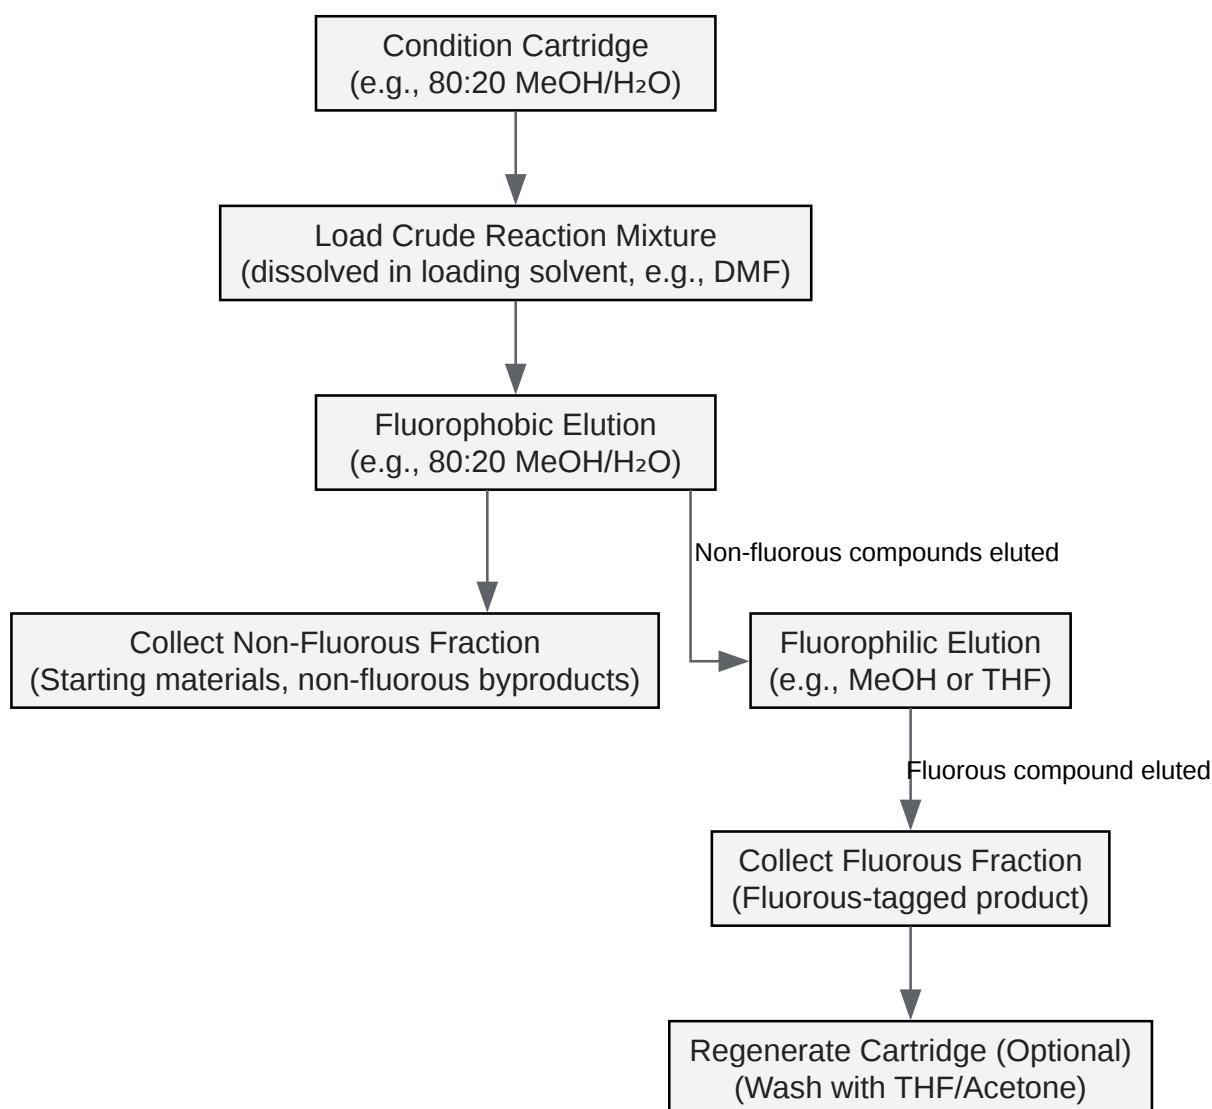 Condition Cartridge
(e.g., 80:20 MeOH/H₂O)
Load Crude Reaction Mixture
(dissolved in loading solvent, e.g., DMF)
Fluorophobic Elution
(e.g., 80:20 MeOH/H₂O)
Non-fluorous compounds eluted
Collect Non-Fluorous Fraction
(Starting materials, non-fluorous byproducts)
Fluorophilic Elution
(e.g., MeOH or THF)
Fluorous compound eluted
Collect Fluorous Fraction
(Fluorous-tagged product)
Regenerate Cartridge (Optional)
(Wash with THF/Acetone)